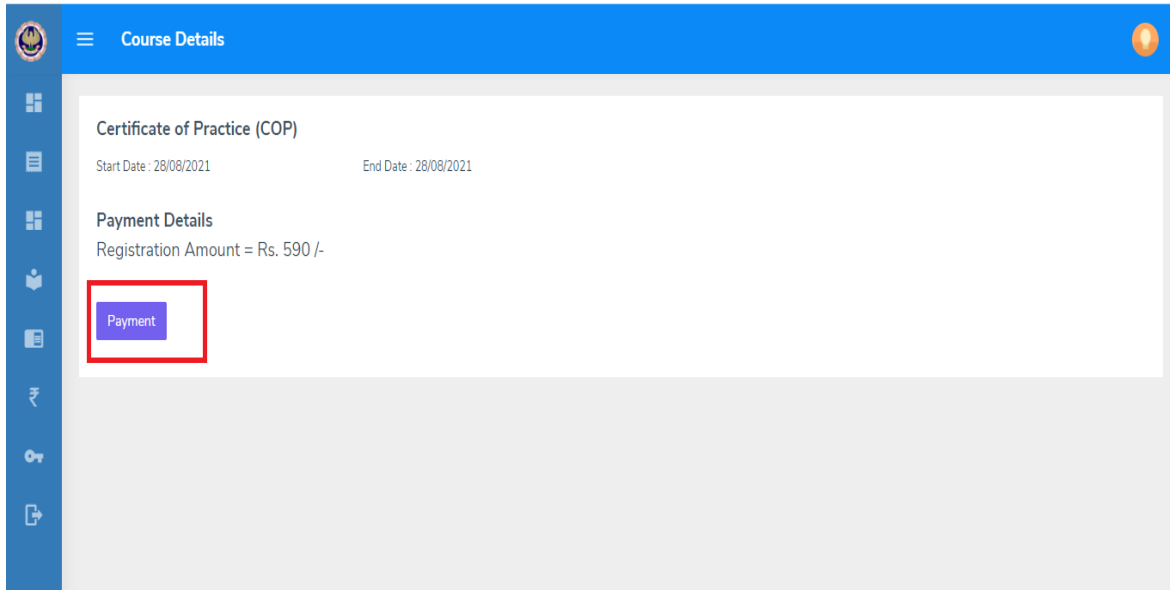 Course Details
Certificate of Practice (COP)
Start Date : 28/08/2021 End Date : 28/08/2021
Payment Details
Registration Amount = Rs. 590 /-
Payment
₹